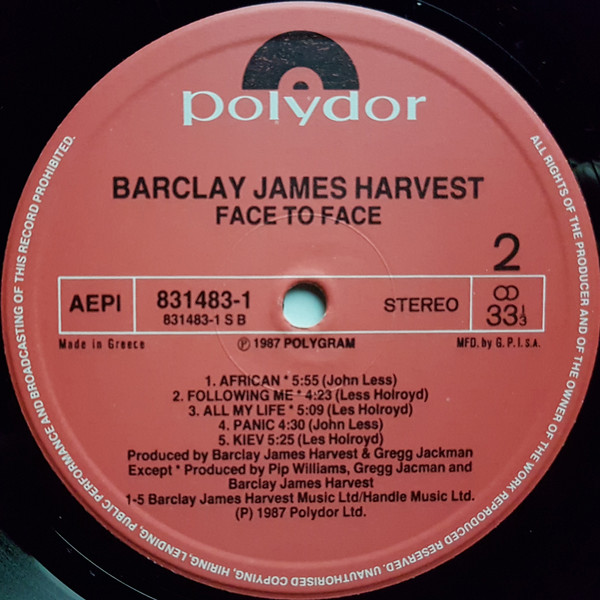 polydor
BARCLAY JAMES HARVEST
FACE TO FACE
2
AEPI
831483-1
831483-1 S B
STEREO
33 1/3
Made in Greece
Ⓟ 1987 POLYGRAM
MFD. by G. P. I. S.A.
1. AFRICAN * 5:55 (John Less)
2. FOLLOWING ME * 4:23 (Less Holroyd)
3. ALL MY LIFE * 5:09 (Les Holroyd)
4. PANIC 4:30 (John Less)
5. KIEV 5:25 (Les Holroyd)
Produced by Barclay James Harvest & Gregg Jackman
Except * Produced by Pip Williams, Gregg Jacman and
Barclay James Harvest
1-5 Barclay James Harvest Music Ltd/Handle Music Ltd.
(P) 1987 Polydor Ltd.
ALL RIGHTS OF THE PRODUCER AND OF THE OWNER OF THE WORK REPRODUCED RESERVED. UNAUTHORISED COPYING, HIRING, LENDING, PUBLIC PERFORMANCE AND BROADCASTING OF THIS RECORD PROHIBITED.